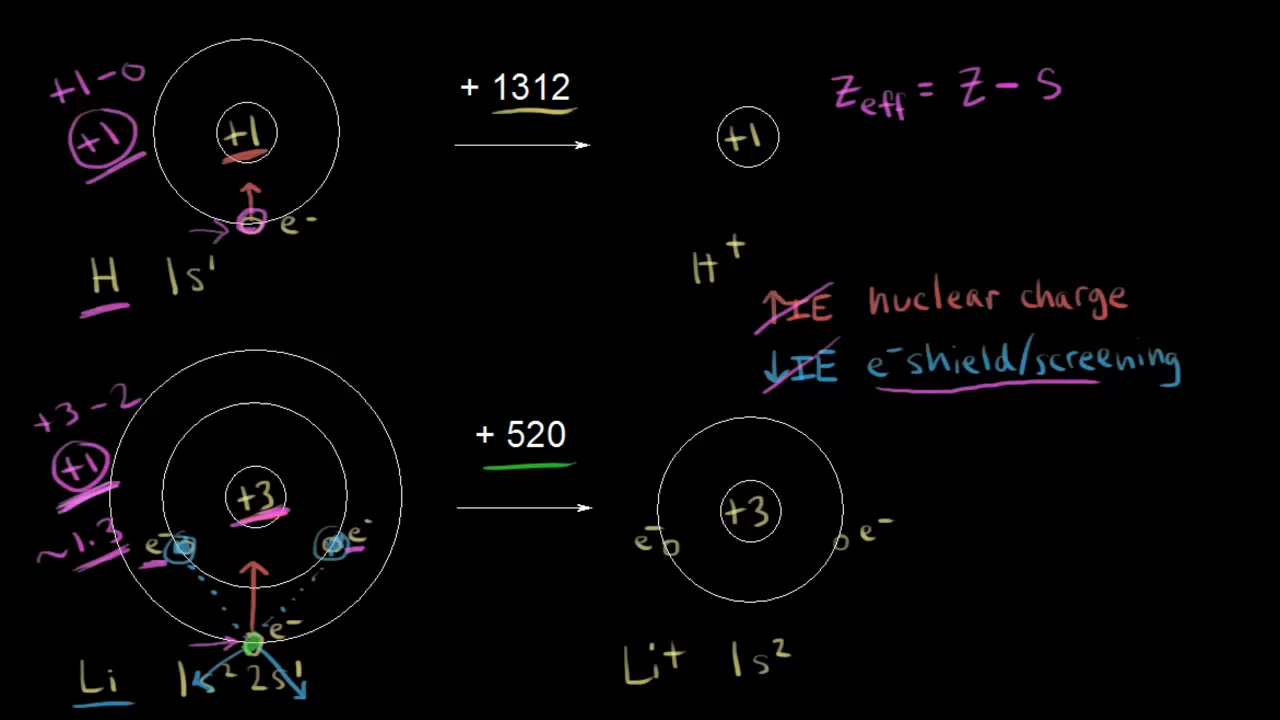 +1-0
+1
+1
e⁻
H 1s¹
+ 1312
+1
H⁺
Zeff = Z - S
↑IE nuclear charge
↓IE e⁻shield/screening
+3-2
+1
~1.3
+3
e⁻
e⁻
e⁻
Li 1s² 2s¹
+ 520
+3
e⁻
e⁻
Li⁺ 1s²